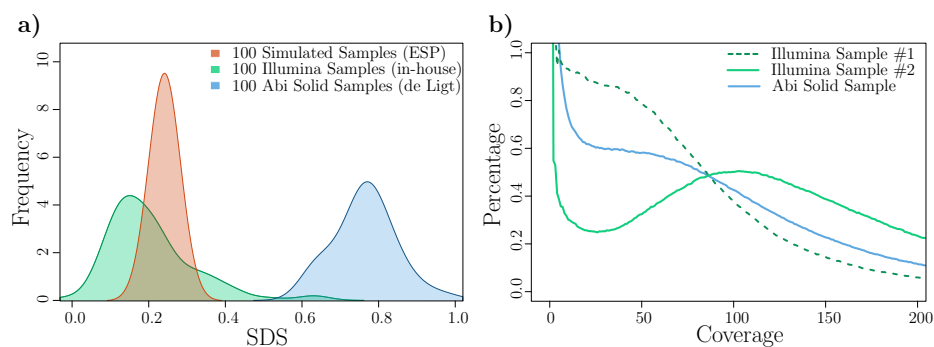 a)
100 Simulated Samples (ESP)
100 Illumina Samples (in-house)
100 Abi Solid Samples (de Ligt)
Frequency
0 2 4 6 8 10
0.0 0.2 0.4 0.6 0.8 1.0
SDS
b)
Illumina Sample #1
Illumina Sample #2
Abi Solid Sample
Percentage
0.0 0.2 0.4 0.6 0.8 1.0
0 50 100 150 200
Coverage